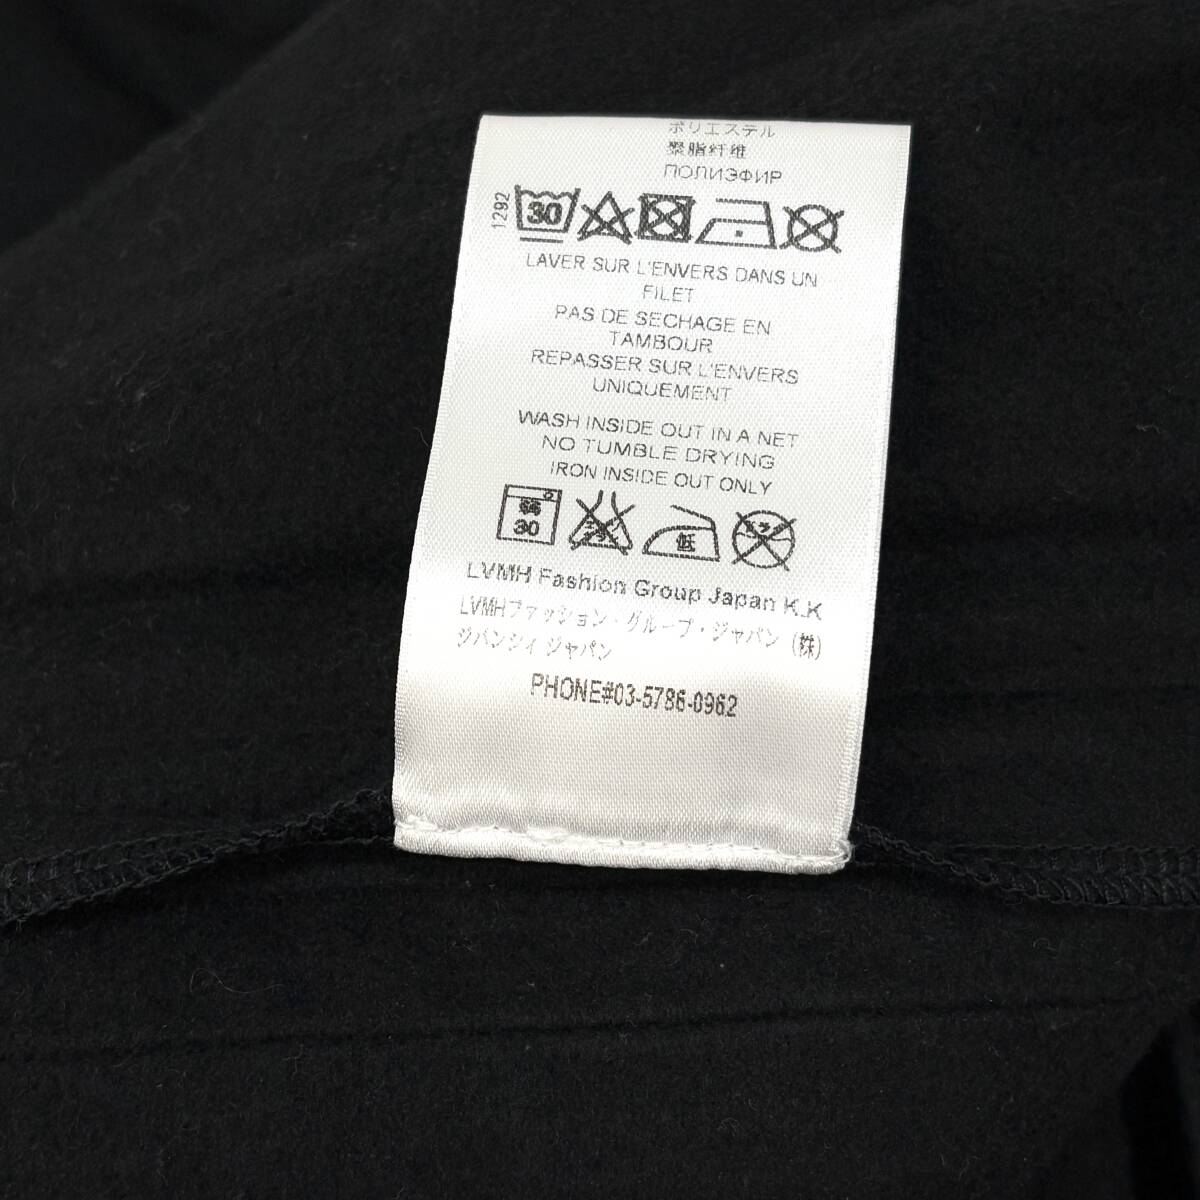 ポリエステル
聚脂纤维
ПОЛИЭФИР
1292
30
LAVER SUR L'ENVERS DANS UN
FILET
PAS DE SECHAGE EN
TAMBOUR
REPASSER SUR L'ENVERS
UNIQUEMENT
WASH INSIDE OUT IN A NET
NO TUMBLE DRYING
IRON INSIDE OUT ONLY
弱
30
低
ドライ
LVMH Fashion Group Japan K.K
LVMHファッション・グループ・ジャパン (株)
ジバンシィ ジャパン
PHONE#03-5786-0962